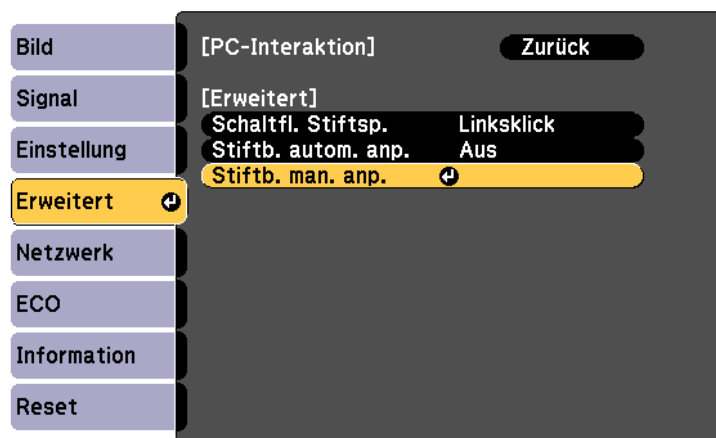 Bild
Signal
Einstellung
Erweitert
Netzwerk
ECO
Information
Reset
[PC-Interaktion] Zurück
[Erweitert]
Schaltfl. Stiftsp. Linksklick
Stiftb. autom. anp. Aus
Stiftb. man. anp.